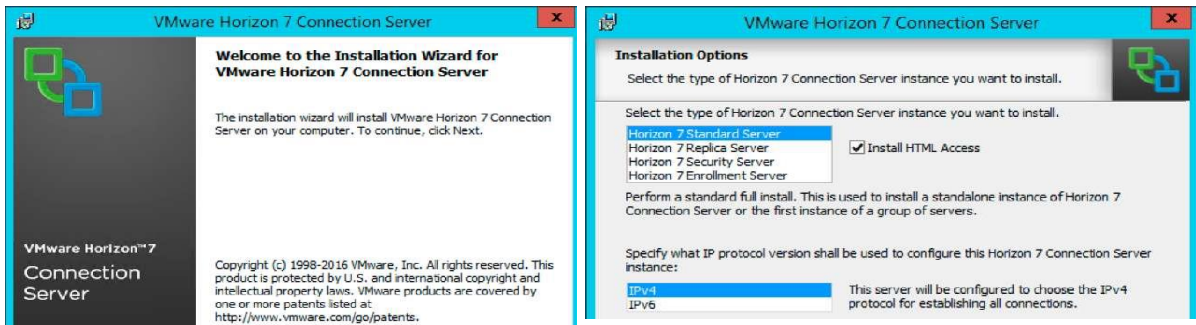 VMware Horizon 7 Connection Server
x
Welcome to the Installation Wizard for
VMware Horizon 7 Connection Server
The installation wizard will install VMware Horizon 7 Connection
Server on your computer. To continue, click Next.
VMware Horizon™ 7
Connection
Server
Copyright (c) 1998-2016 VMware, Inc. All rights reserved. This
product is protected by U.S. and international copyright and
intellectual property laws. VMware products are covered by
one or more patents listed at
http://www.vmware.com/go/patents.
VMware Horizon 7 Connection Server
x
Installation Options
Select the type of Horizon 7 Connection Server instance you want to install.
Select the type of Horizon 7 Connection Server instance you want to install.
Horizon 7 Standard Server
Horizon 7 Replica Server
Horizon 7 Security Server
Horizon 7 Enrollment Server
Install HTML Access
Perform a standard full install. This is used to install a standalone instance of Horizon 7
Connection Server or the first instance of a group of servers.
Specify what IP protocol version shall be used to configure this Horizon 7 Connection Server
instance:
IPv4
IPv6
This server will be configured to choose the IPv4
protocol for establishing all connections.